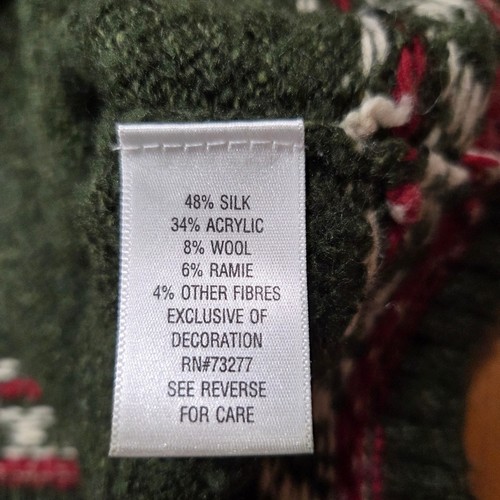 48% SILK
34% ACRYLIC
8% WOOL
6% RAMIE
4% OTHER FIBRES
EXCLUSIVE OF
DECORATION
RN#73277
SEE REVERSE
FOR CARE